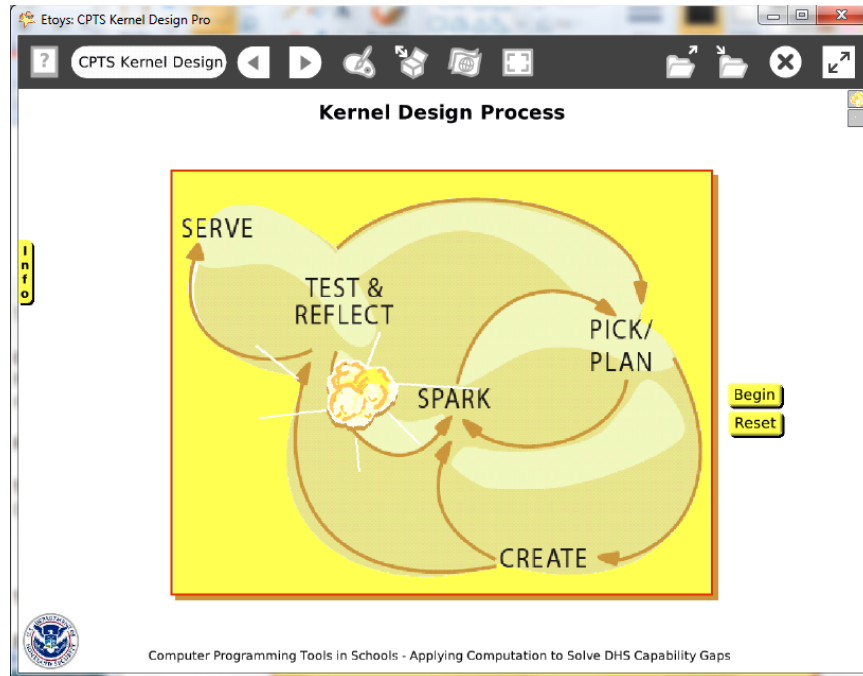 Etoys: CPTS Kernel Design Pro
?
CPTS Kernel Design
Kernel Design Process
Info
SERVE
TEST &
REFLECT
PICK/
PLAN
SPARK
CREATE
Begin
Reset
Computer Programming Tools in Schools - Applying Computation to Solve DHS Capability Gaps